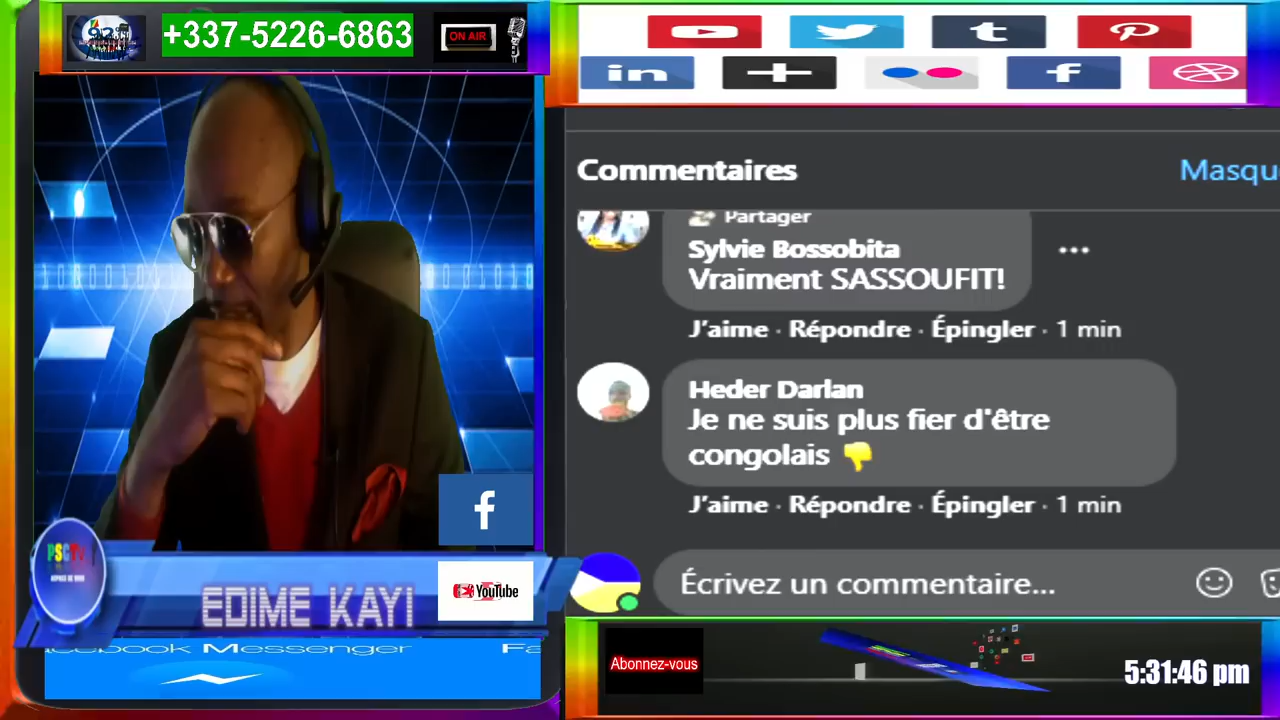 +337-5226-6863
ON AIR
Commentaires
Masqu
Partager
Sylvie Bossobita
Vraiment SASSOUFIT!
J'aime · Répondre · Épingler · 1 min
Heder Darlan
Je ne suis plus fier d'être
congolais 👎
J'aime · Répondre · Épingler · 1 min
Écrivez un commentaire...
EDIME KAYI
YouTube
cebook Messenger
Fa
Abonnez-vous
5:31:46 pm